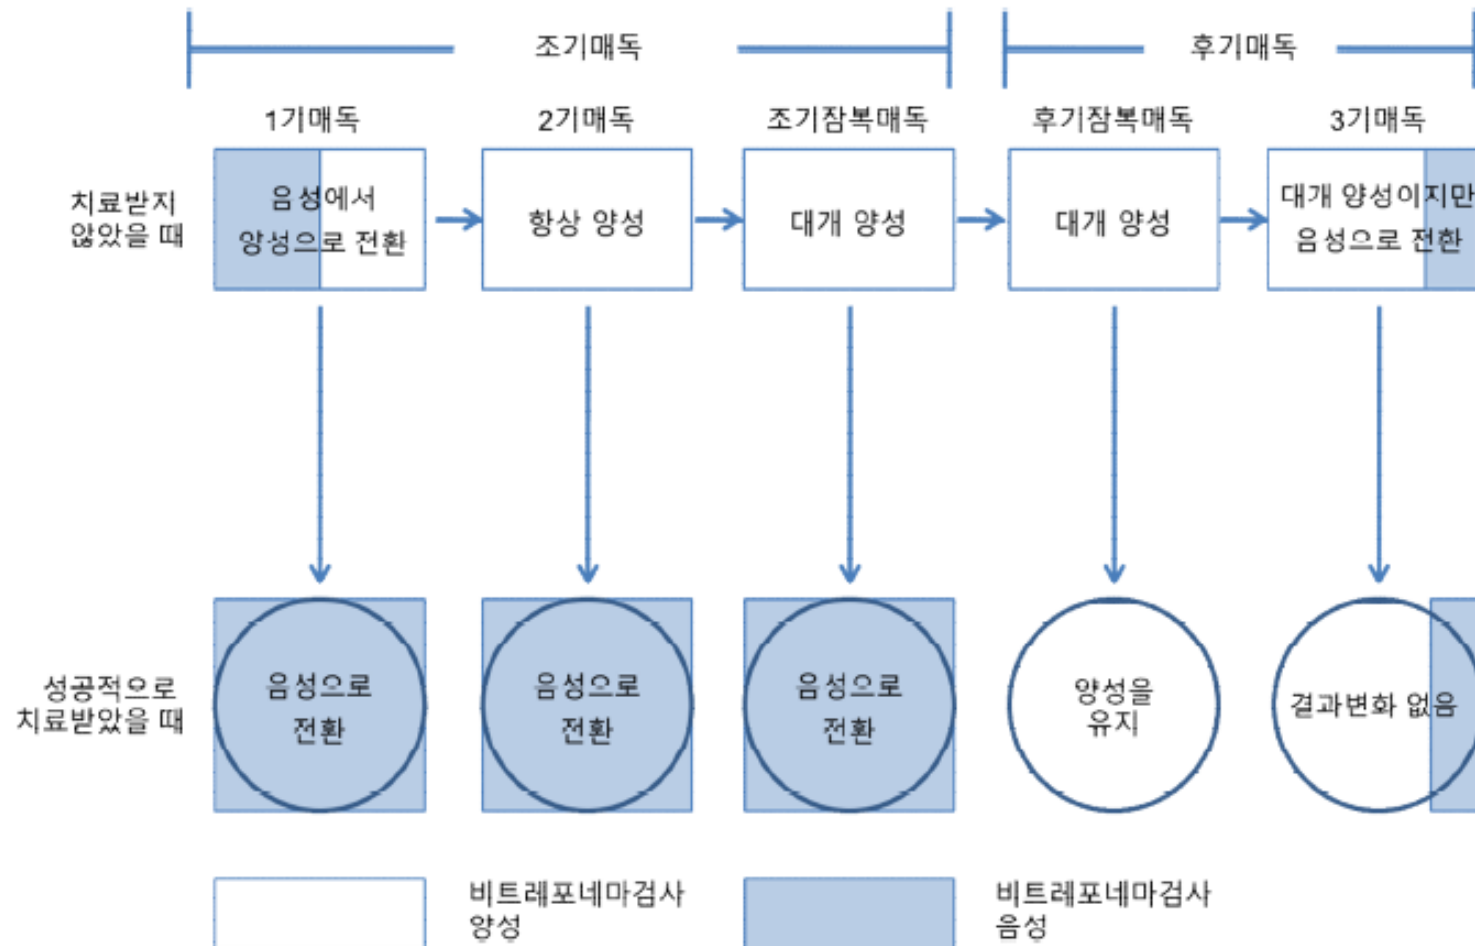 조기매독 후기매독
1기매독 2기매독 조기잠복매독 후기잠복매독 3기매독
치료받지
않았을 때
음성에서
양성으로 전환
항상 양성
대개 양성
대개 양성
대개 양성이지만
음성으로 전환
성공적으로
치료받았을 때
음성으로
전환
음성으로
전환
음성으로
전환
양성을
유지
결과변화 없음
비트레포네마검사
양성
비트레포네마검사
음성